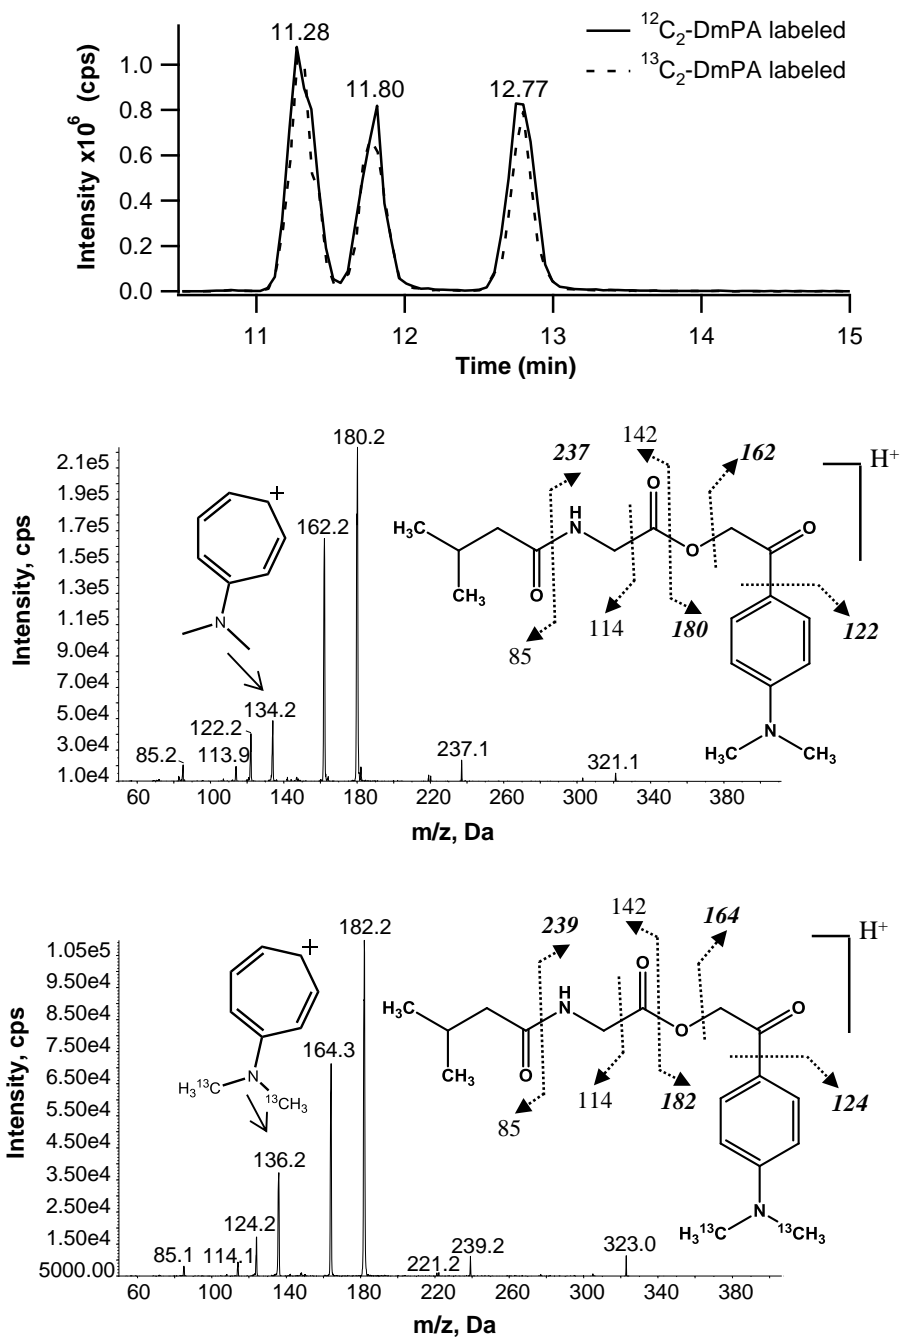 11.28
11.80
12.77
¹²C₂-DmPA labeled
¹³C₂-DmPA labeled
Intensity x10⁶ (cps)
1.0
0.8
0.6
0.4
0.2
0.0
11 12 13 14 15
Time (min)
Intensity, cps
2.1e5
1.9e5
1.7e5
1.5e5
1.3e5
1.1e5
9.0e4
7.0e4
5.0e4
3.0e4
1.0e4
180.2
162.2
134.2
122.2
113.9
85.2
237.1
321.1
+
N
237
142
162
H⁺
H₃C
CH₃
O
H
N
O
O
O
85
114
180
122
N
H₃C CH₃
60 100 140 180 220 260 300 340 380
m/z, Da
Intensity, cps
1.05e5
9.50e4
8.50e4
7.50e4
6.50e4
5.50e4
4.50e4
3.50e4
2.50e4
1.50e4
5000.00
182.2
164.3
136.2
124.2
114.1
85.1
221.2
239.2
323.0
+
N
H₃¹³C
¹³CH₃
239
142
164
H⁺
H₃C
CH₃
O
H
N
O
O
O
85
114
182
124
N
H₃¹³C ¹³CH₃
60 100 140 180 220 260 300 340 380
m/z, Da